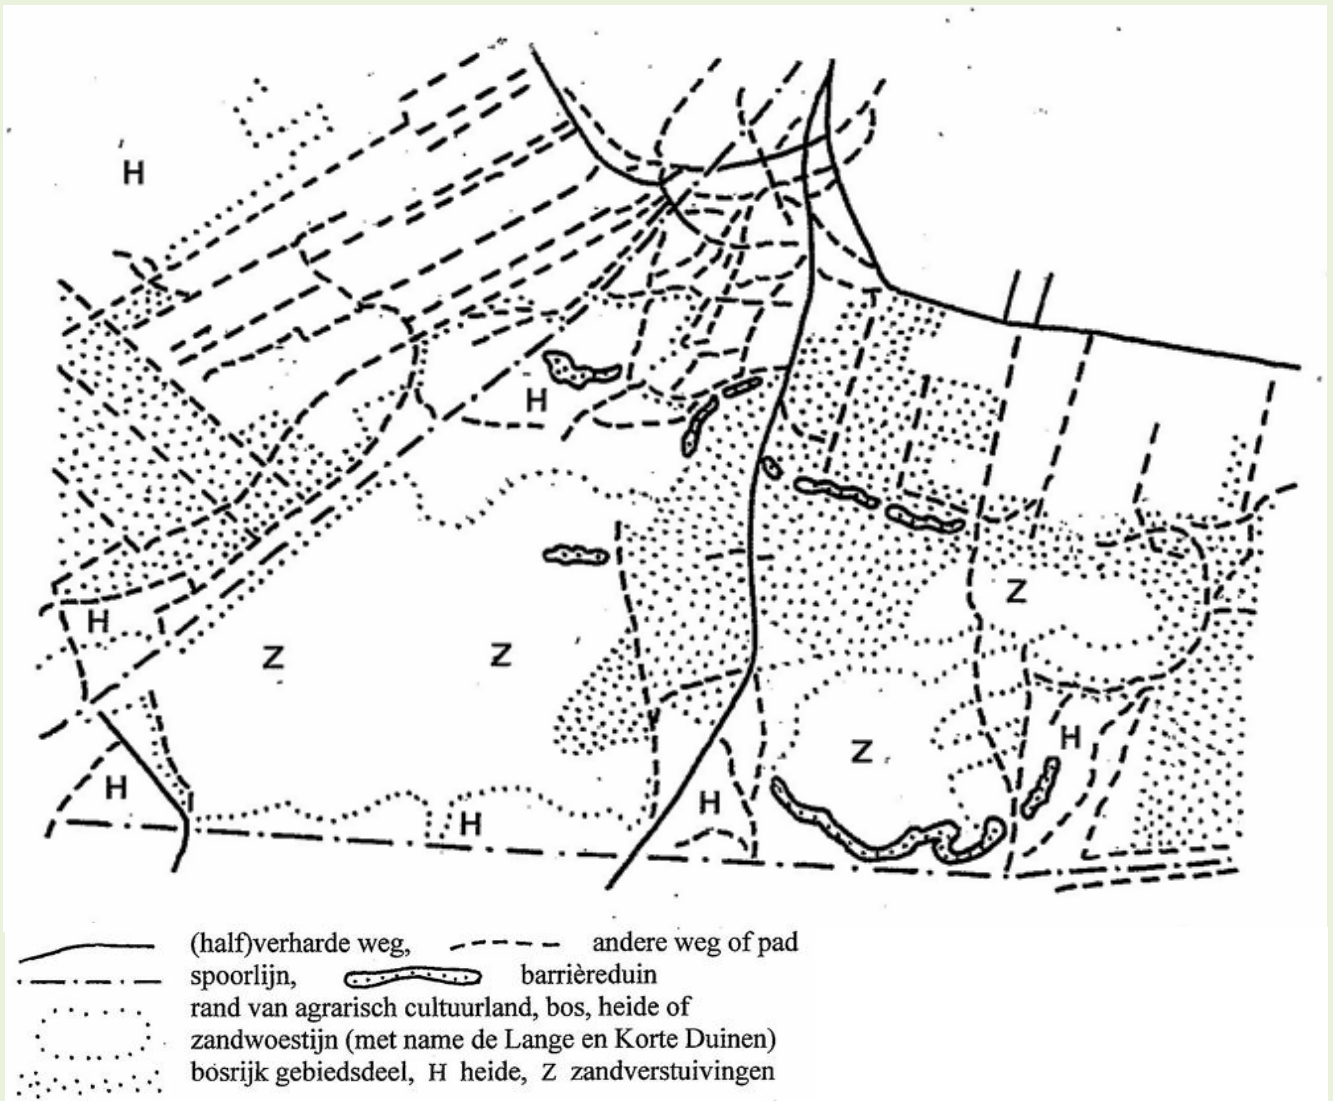 H
H
H
Z
Z
Z
H
Z
H
H
H
H
(half)verharde weg, andere weg of pad
spoorlijn, barrièreduin
rand van agrarisch cultuurland, bos, heide of
zandwoestijn (met name de Lange en Korte Duinen)
bosrijk gebiedsdeel, H heide, Z zandverstuivingen